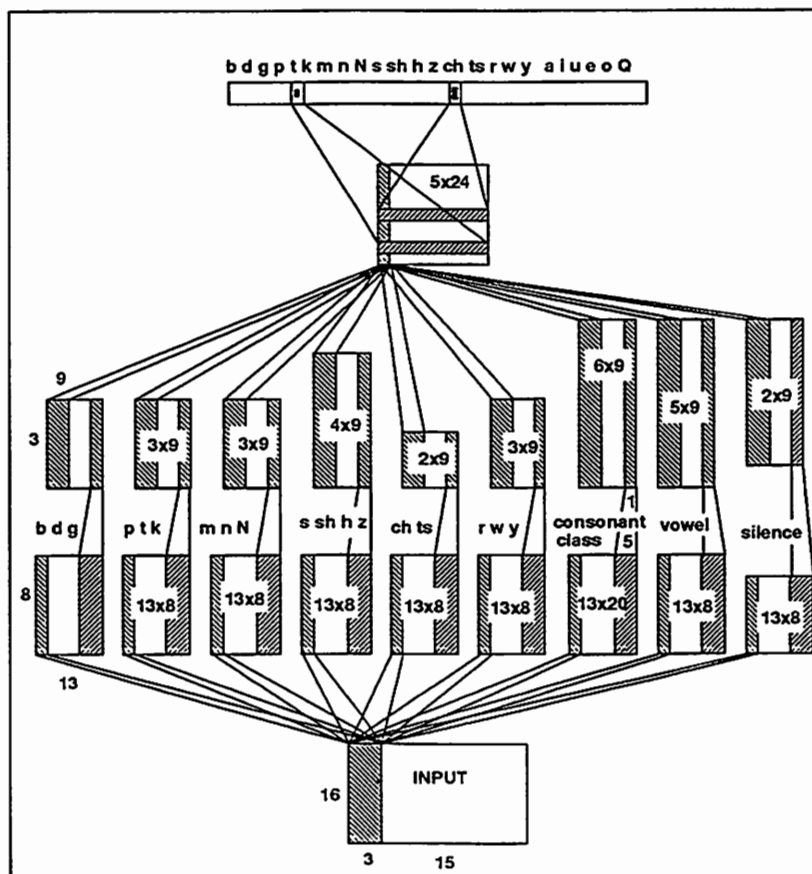 b d g p t k m n N s sh h z ch ts r w y a i u e o Q
5x24
9
3
3x9
3x9
4x9
2x9
3x9
6x9
5x9
2x9
1
b d g
p t k
m n N
s sh h z
ch ts
r w y
consonant
class
5
vowel
silence
8
13x8
13x8
13x8
13x8
13x8
13x20
13x8
13x8
13
16
INPUT
3
15